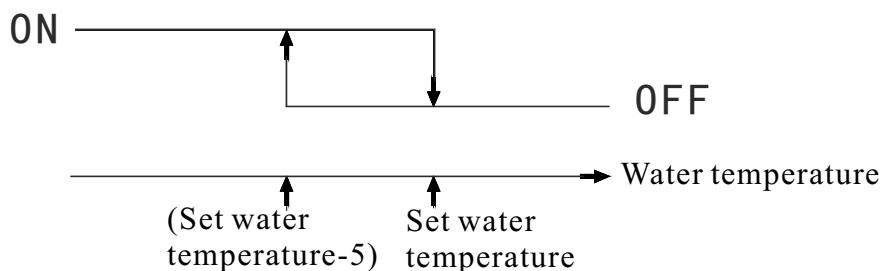 ON
OFF
Water temperature
(Set water
temperature-5)
Set water
temperature